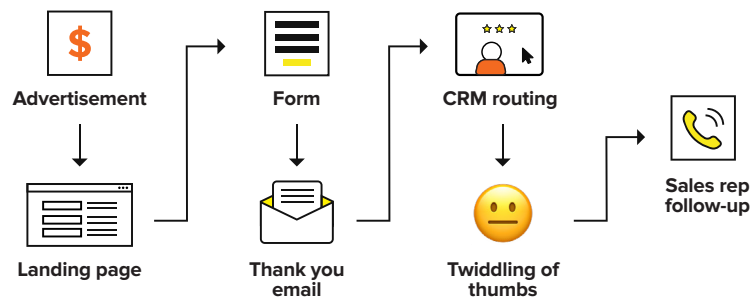 $
Advertisement
Landing page
Form
Thank you
email
CRM routing
Twiddling of
thumbs
Sales rep
follow-up